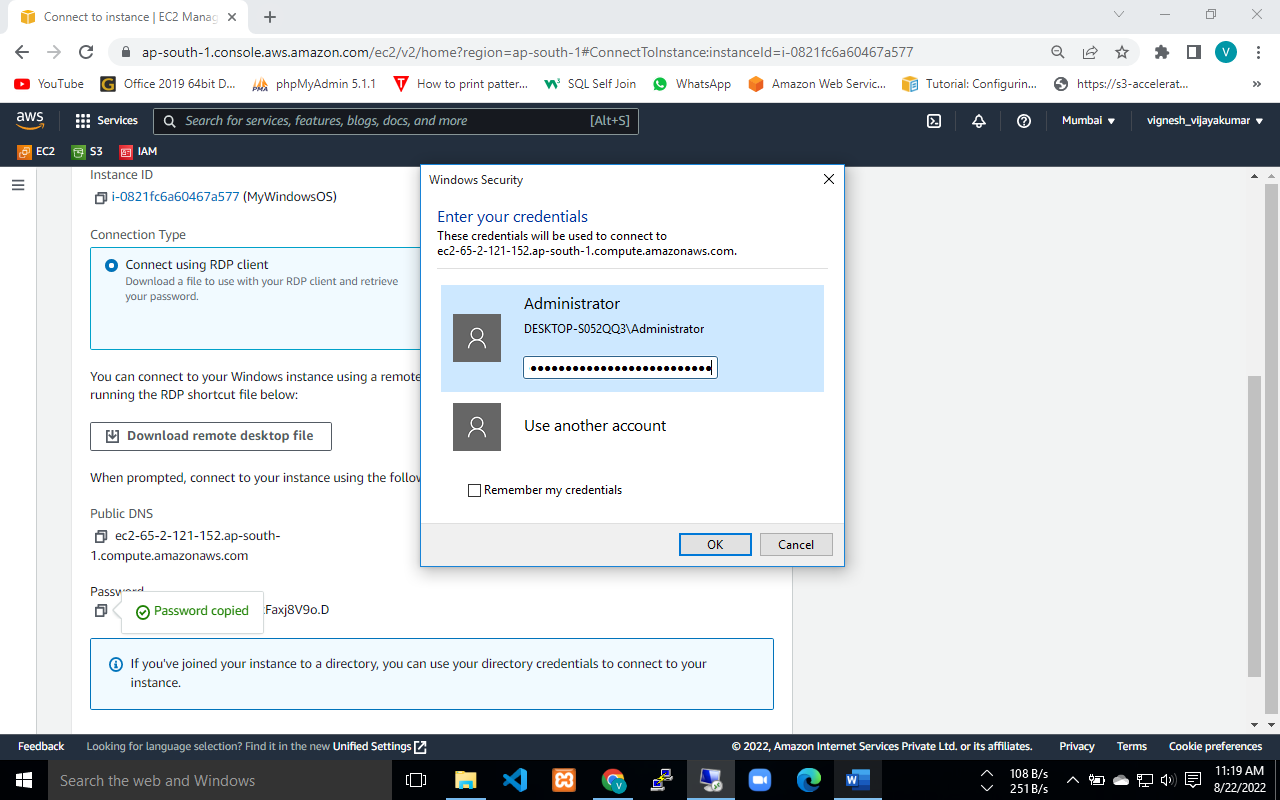 Connect to instance | EC2 Manag
ap-south-1.console.aws.amazon.com/ec2/v2/home?region=ap-south-1#ConnectToInstance:instanceId=i-0821fc6a60467a577
V
YouTube
Office 2019 64bit D...
phpMyAdmin 5.1.1
How to print patter...
SQL Self Join
WhatsApp
Amazon Web Servic...
Tutorial: Configurin...
https://s3-accelerat...
»
aws
Services
Search for services, features, blogs, docs, and more
[Alt+S]
Mumbai
vignesh_vijayakumar
EC2
S3
IAM
Instance ID
i-0821fc6a60467a577 (MyWindowsOS)
Connection Type
Connect using RDP client
Download a file to use with your RDP client and retrieve
your password.
You can connect to your Windows instance using a remote
running the RDP shortcut file below:
Download remote desktop file
When prompted, connect to your instance using the follow
Public DNS
ec2-65-2-121-152.ap-south-
1.compute.amazonaws.com
Password
Password copied
Faxj8V9o.D
If you've joined your instance to a directory, you can use your directory credentials to connect to your
instance.
Windows Security
Enter your credentials
These credentials will be used to connect to
ec2-65-2-121-152.ap-south-1.compute.amazonaws.com.
Administrator
DESKTOP-S052QQ3\Administrator
Use another account
Remember my credentials
OK
Cancel
Feedback
Looking for language selection? Find it in the new Unified Settings
© 2022, Amazon Internet Services Private Ltd. or its affiliates.
Privacy
Terms
Cookie preferences
Search the web and Windows
108 B/s
251 B/s
11:19 AM
8/22/2022